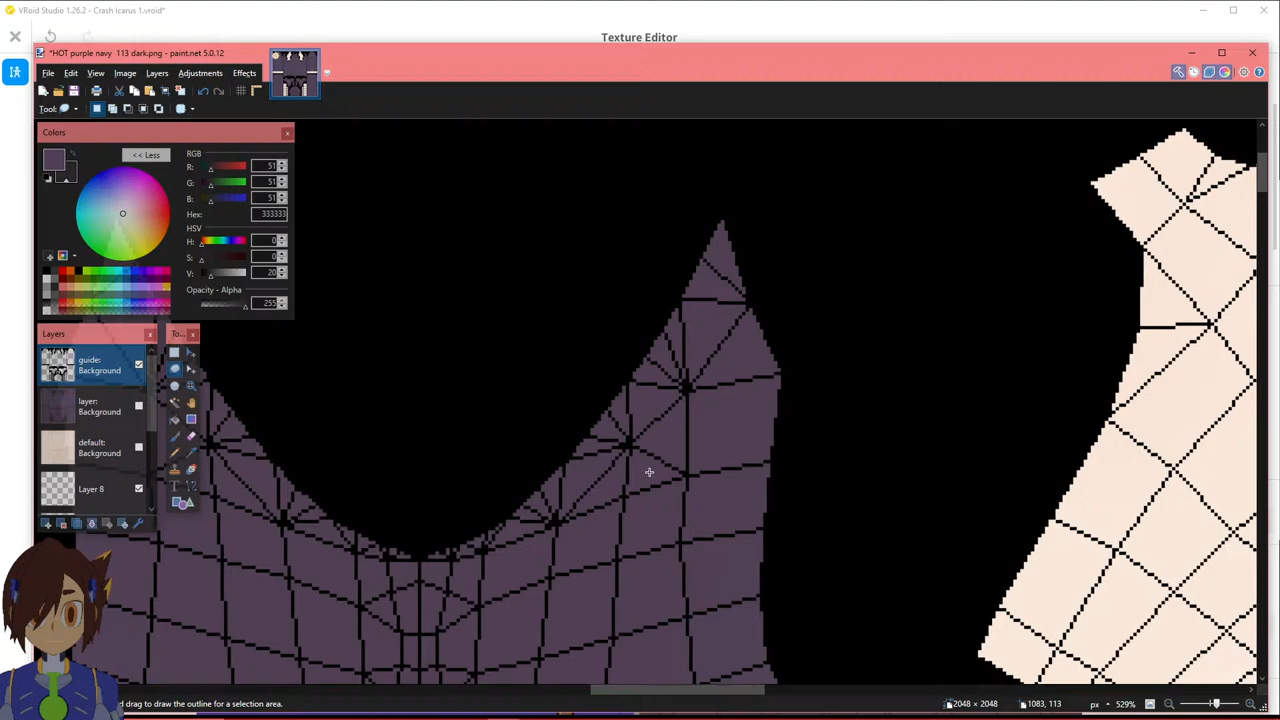 VRoid Studio 1.26.2 - Crash Icarus 1.vroid*
Texture Editor
*HOT purple navy 113 dark.png - paint.net 5.0.12
File Edit View Image Layers Adjustments Effects
Tool:
Colors
<< Less
RGB
R: 51
G: 51
B: 51
Hex: 333333
HSV
H: 0
S: 0
V: 20
Opacity - Alpha
255
Layers
To...
guide:
Background
layer:
Background
default:
Background
Layer 8
d drag to draw the outline for a selection area.
2048 × 2048
1083, 113
px
529%